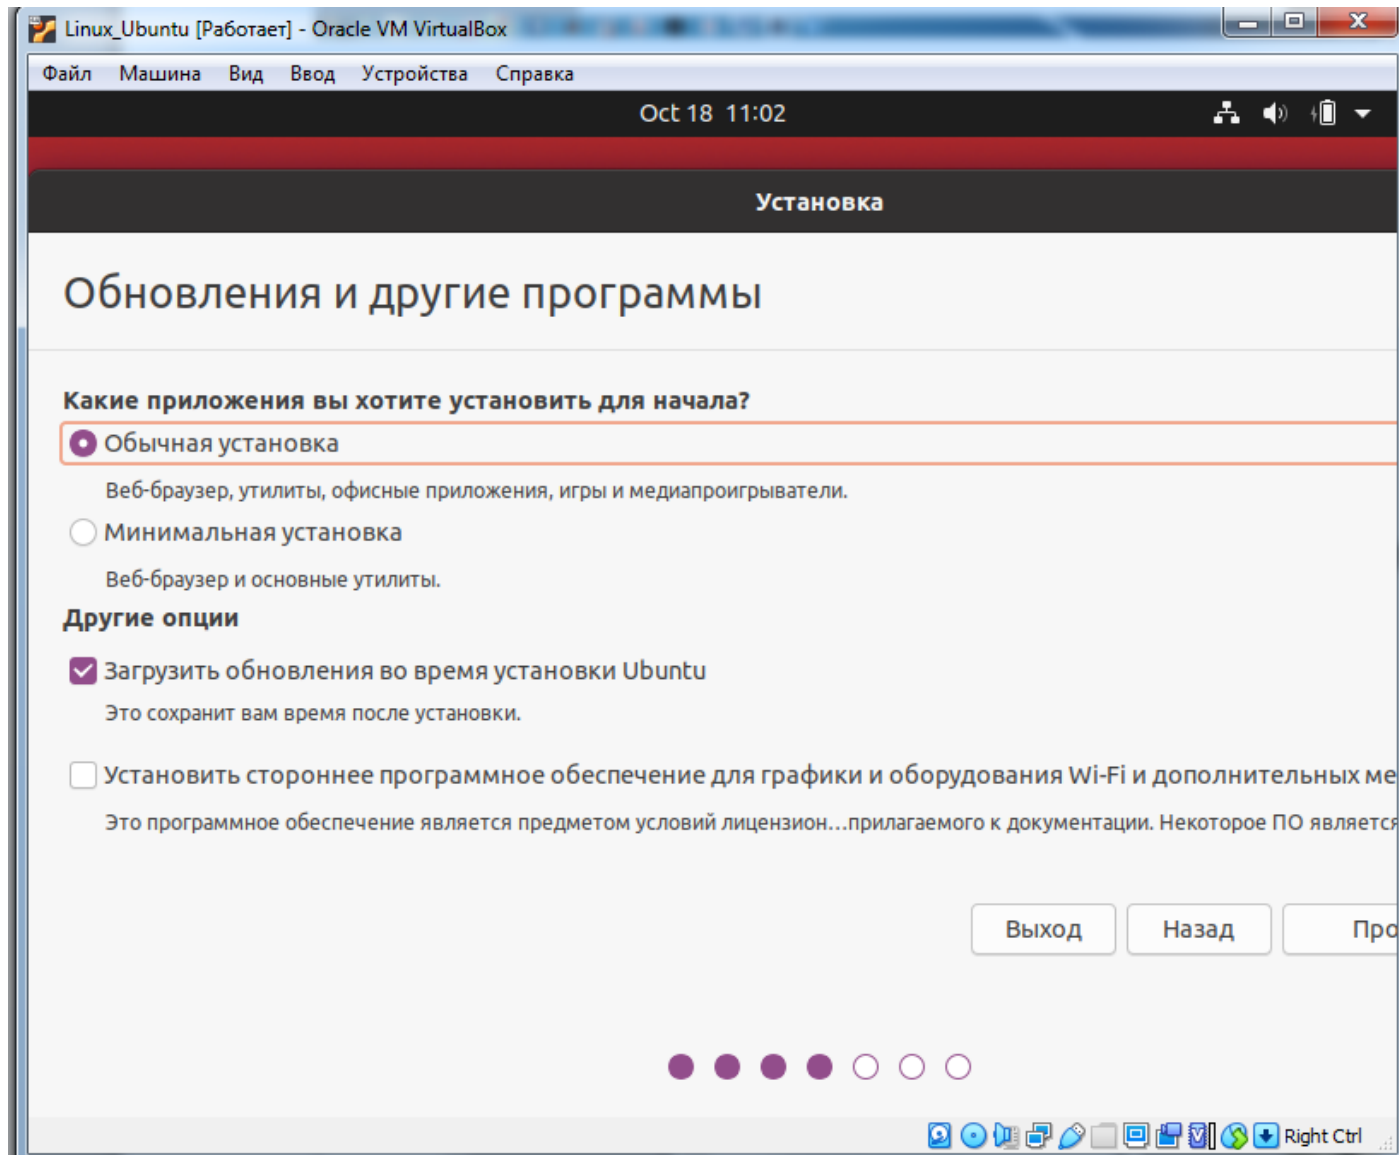 Linux_Ubuntu [Работает] - Oracle VM VirtualBox
Файл Машина Вид Ввод Устройства Справка
Oct 18 11:02
Установка
Обновления и другие программы
Какие приложения вы хотите установить для начала?
Обычная установка
Веб-браузер, утилиты, офисные приложения, игры и медиапроигрыватели.
Минимальная установка
Веб-браузер и основные утилиты.
Другие опции
Загрузить обновления во время установки Ubuntu
Это сохранит вам время после установки.
Установить стороннее программное обеспечение для графики и оборудования Wi-Fi и дополнительных ме
Это программное обеспечение является предметом условий лицензион...прилагаемого к документации. Некоторое ПО является
Выход Назад Про
Right Ctrl